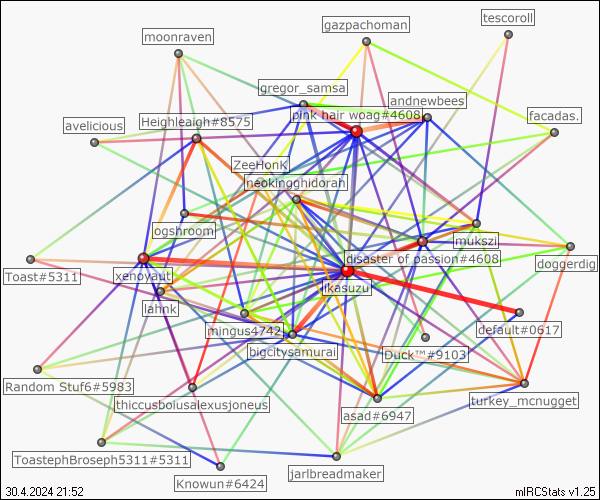 tescoroll
gazpachoman
moonraven
gregor_samsa
andnewbees
pink hair woag#4608
facadas.
Heighleaigh#8575
avelicious
ZeeHonk
neokingghidorah
ogshroom
mukszi
disaster of passion#4608
doggerdig
Toast#5311
xenoyaut
ikasuzu
lahnk
mingus4742
default#0617
bigcitysamurai
Duck™#9103
Random Stuf6#5983
thiccusboiusalexusjoneus
asad#6947
turkey_mcnugget
ToastephBroseph5311#5311
jarlbreadmaker
Knowun#6424
30.4.2024 21:52
mIRCStats v1.25